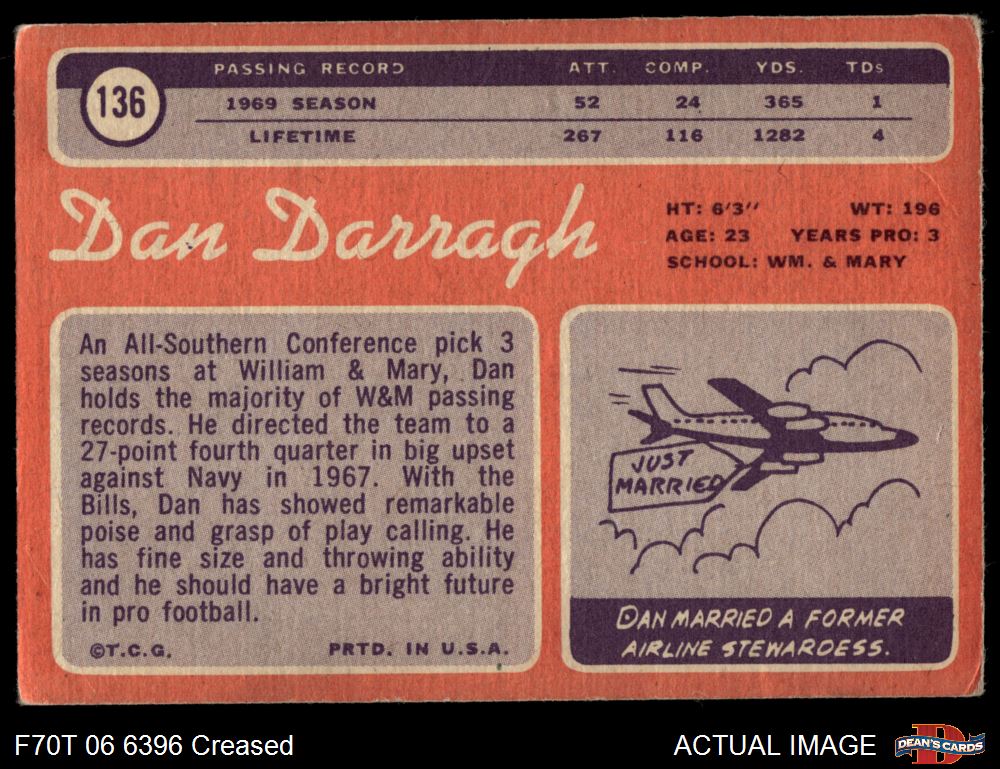 136
PASSING RECORD ATT. COMP. YDS. TDs
1969 SEASON 52 24 365 1
LIFETIME 267 116 1282 4
Dan Darragh
HT: 6'3" WT: 196
AGE: 23 YEARS PRO: 3
SCHOOL: WM. & MARY
An All-Southern Conference pick 3
seasons at William & Mary, Dan
holds the majority of W&M passing
records. He directed the team to a
27-point fourth quarter in big upset
against Navy in 1967. With the
Bills, Dan has showed remarkable
poise and grasp of play calling. He
has fine size and throwing ability
and he should have a bright future
in pro football.
©T.C.G. PRTD. IN U.S.A.
JUST
MARRIED
DAN MARRIED A FORMER
AIRLINE STEWARDESS.
F70T 06 6396 Creased
ACTUAL IMAGE
DEAN'S CARDS